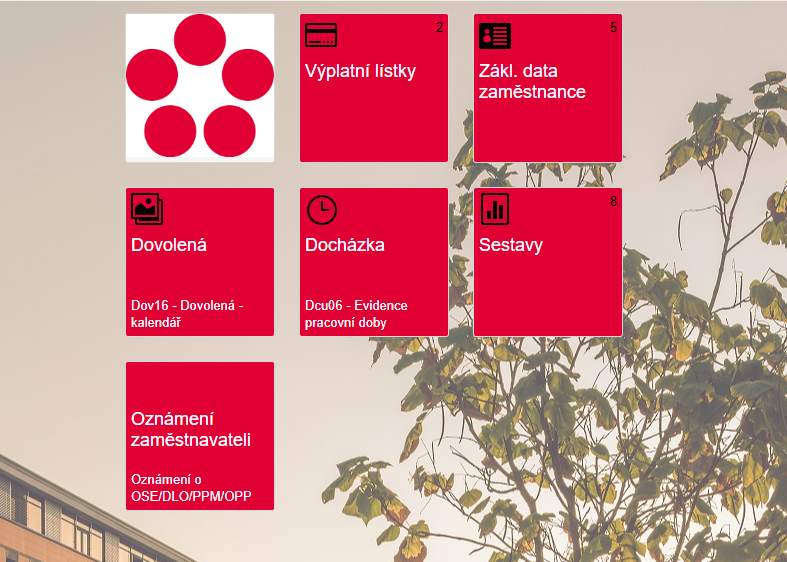 2
Výplatní lístky
5
Zákl. data
zaměstnance
Dovolená
Dov16 - Dovolená -
kalendář
Docházka
Dcu06 - Evidence
pracovní doby
8
Sestavy
Oznámení
zaměstnavateli
Oznámení o
OSE/DLO/PPM/OPP